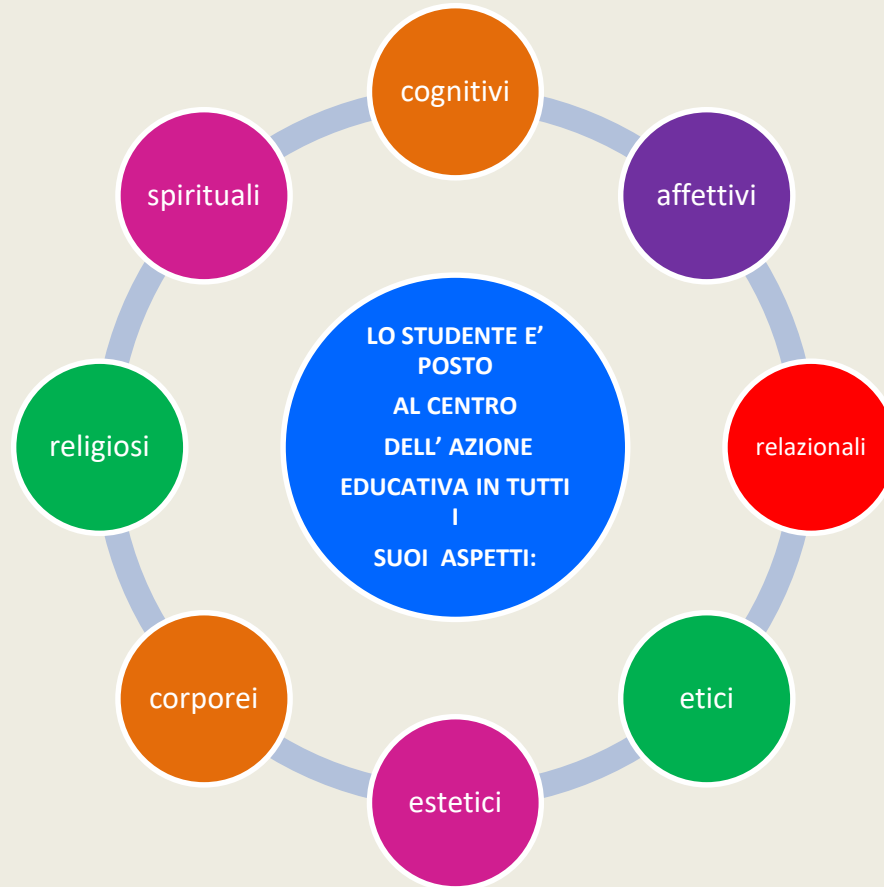 cognitivi
affettivi
relazionali
etici
estetici
corporei
religiosi
spirituali
LO STUDENTE E’
POSTO
AL CENTRO
DELL’ AZIONE
EDUCATIVA IN TUTTI
I
SUOI  ASPETTI: